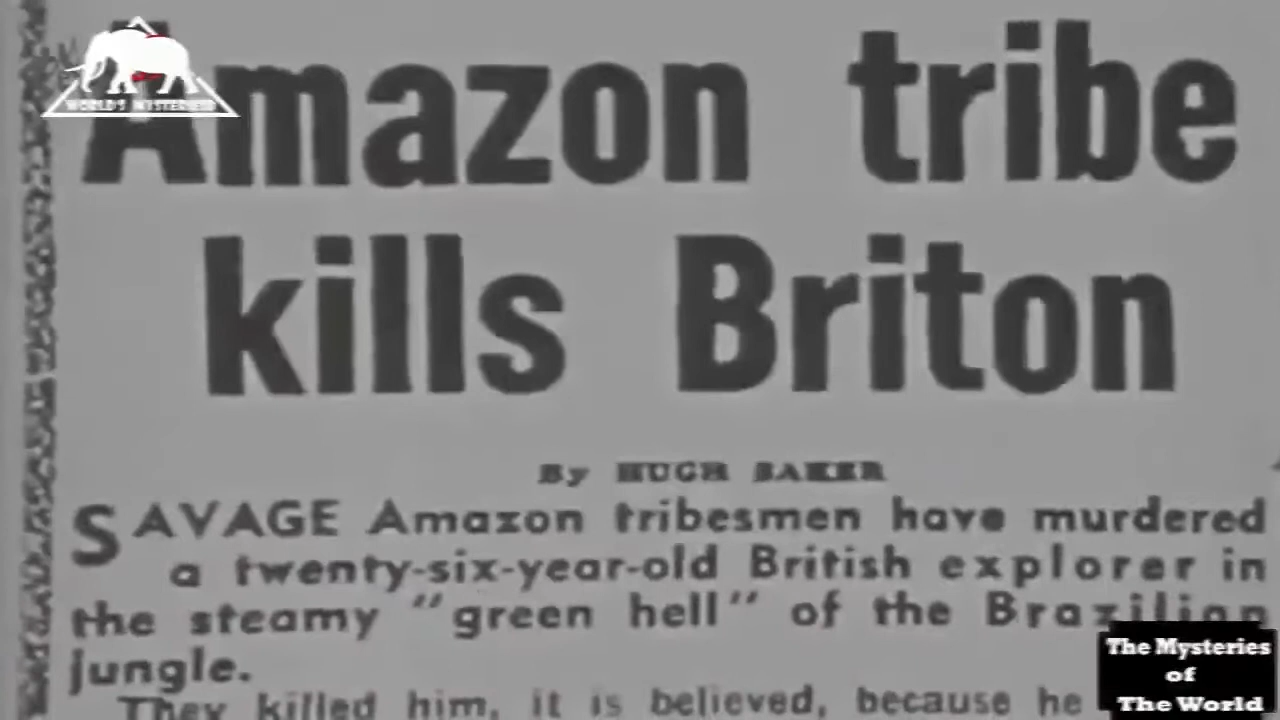 WORLD'S MYSTERIES
Amazon tribe
kills Briton
By HUGH BAKER
SAVAGE Amazon tribesmen have murdered
a twenty-six-year-old British explorer in
the steamy "green hell" of the Brazilian
jungle.
They killed him, it is believed, because he
The Mysteries
of
The World